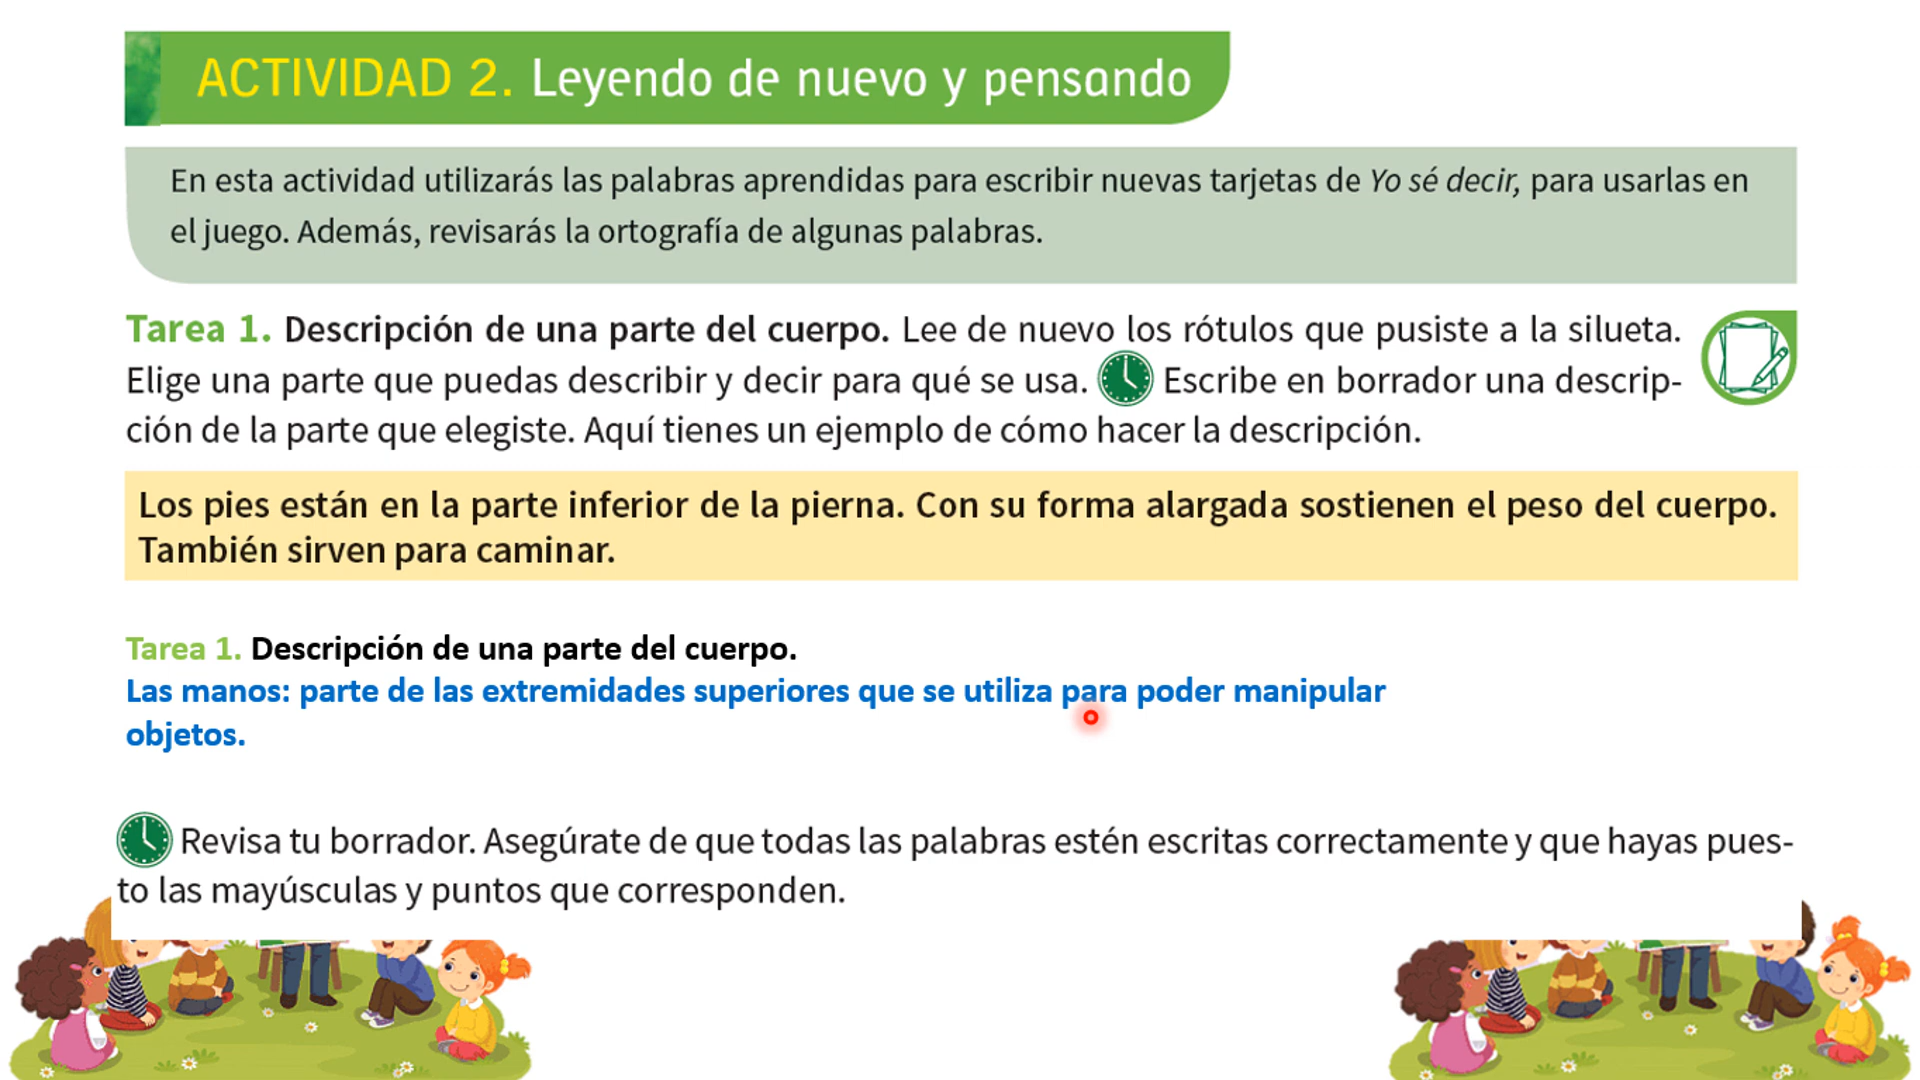 ACTIVIDAD 2. Leyendo de nuevo y pensando
En esta actividad utilizarás las palabras aprendidas para escribir nuevas tarjetas de Yo sé decir, para usarlas en
el juego. Además, revisarás la ortografía de algunas palabras.
Tarea 1. Descripción de una parte del cuerpo. Lee de nuevo los rótulos que pusiste a la silueta.
Elige una parte que puedas describir y decir para qué se usa. Escribe en borrador una descrip-
ción de la parte que elegiste. Aquí tienes un ejemplo de cómo hacer la descripción.
Los pies están en la parte inferior de la pierna. Con su forma alargada sostienen el peso del cuerpo.
También sirven para caminar.
Tarea 1. Descripción de una parte del cuerpo.
Las manos: parte de las extremidades superiores que se utiliza para poder manipular
objetos.
Revisa tu borrador. Asegúrate de que todas las palabras estén escritas correctamente y que hayas pues-
to las mayúsculas y puntos que corresponden.